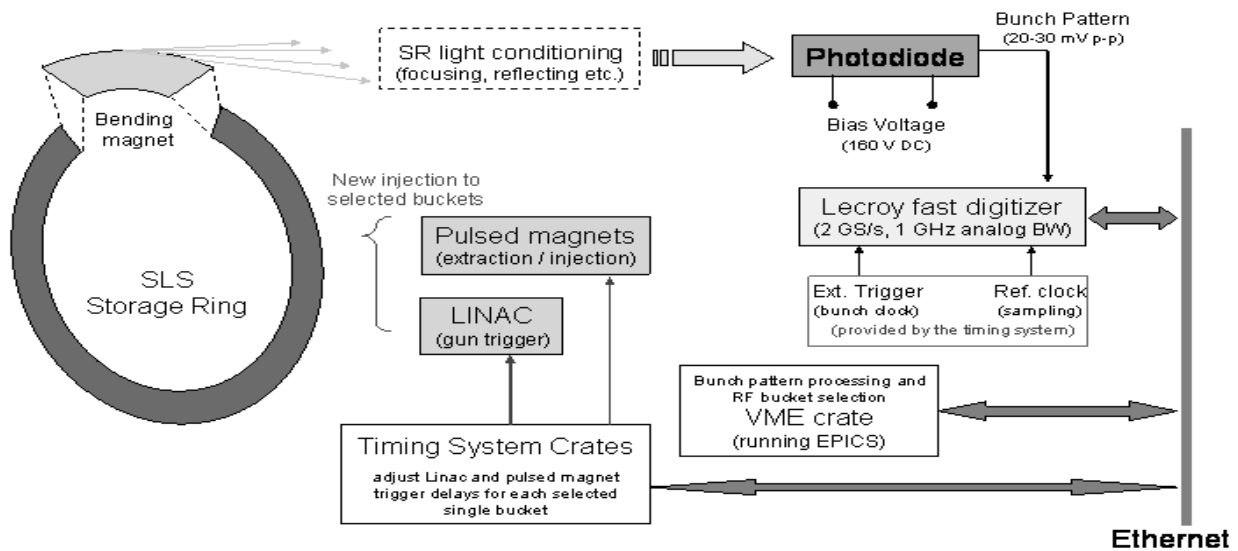 SR light conditioning
(focusing, reflecting etc.)
Photodiode
Bunch Pattern
(20-30 mV p-p)
Bias Voltage
(160 V DC)
Bending
magnet
New injection to
selected buckets
Pulsed magnets
(extraction / injection)
SLS
Storage Ring
LINAC
(gun trigger)
Lecroy fast digitizer
(2 GS/s, 1 GHz analog BW)
Ext. Trigger
(bunch clock)
Ref. clock
(sampling)
(provided by the timing system)
Bunch pattern processing and
RF bucket selection
VME crate
(running EPICS)
Timing System Crates
adjust Linac and pulsed magnet
trigger delays for each selected
single bucket
Ethernet